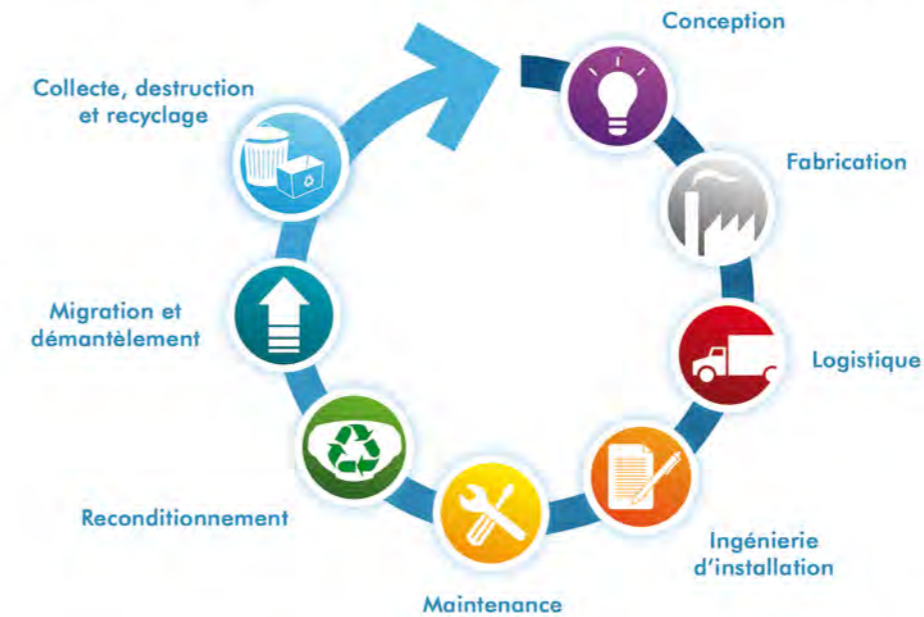 Conception
Fabrication
Logistique
Ingénierie
d'installation
Maintenance
Reconditionnement
Migration et
démantèlement
Collecte, destruction
et recyclage